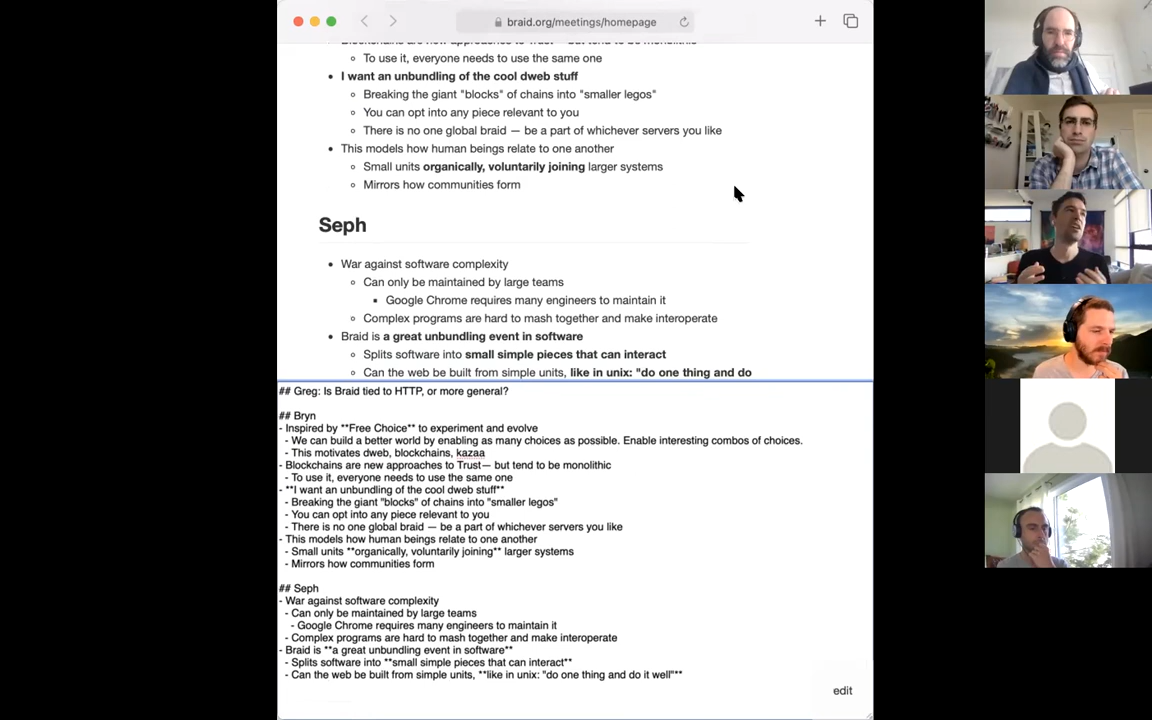 braid.org/meetings/homepage
Blockchains are new approaches to Trust— but tend to be monolithic
To use it, everyone needs to use the same one
I want an unbundling of the cool dweb stuff
Breaking the giant "blocks" of chains into "smaller legos"
You can opt into any piece relevant to you
There is no one global braid — be a part of whichever servers you like
This models how human beings relate to one another
Small units organically, voluntarily joining larger systems
Mirrors how communities form
Seph
War against software complexity
Can only be maintained by large teams
Google Chrome requires many engineers to maintain it
Complex programs are hard to mash together and make interoperate
Braid is a great unbundling event in software
Splits software into small simple pieces that can interact
Can the web be built from simple units, like in unix: "do one thing and do
## Greg: Is Braid tied to HTTP, or more general?
## Bryn
- Inspired by **Free Choice** to experiment and evolve
- We can build a better world by enabling as many choices as possible. Enable interesting combos of choices.
- This motivates dweb, blockchains, kazaa
- Blockchains are new approaches to Trust— but tend to be monolithic
- To use it, everyone needs to use the same one
- **I want an unbundling of the cool dweb stuff**
- Breaking the giant "blocks" of chains into "smaller legos"
- You can opt into any piece relevant to you
- There is no one global braid — be a part of whichever servers you like
- This models how human beings relate to one another
- Small units **organically, voluntarily joining** larger systems
- Mirrors how communities form
## Seph
- War against software complexity
- Can only be maintained by large teams
- Google Chrome requires many engineers to maintain it
- Complex programs are hard to mash together and make interoperate
- Braid is **a great unbundling event in software**
- Splits software into **small simple pieces that can interact**
- Can the web be built from simple units, **like in unix: "do one thing and do it well"**
edit